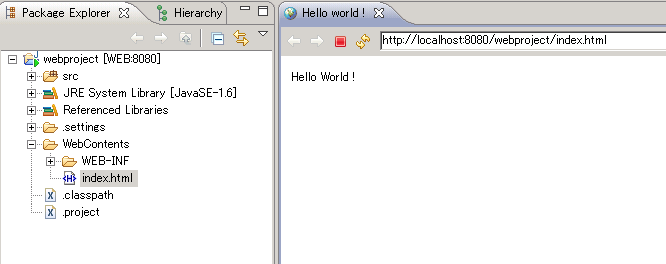 Package Explorer
Hierarchy
webproject [WEB:8080]
src
JRE System Library [JavaSE-1.6]
Referenced Libraries
.settings
WebContents
WEB-INF
index.html
.classpath
.project
Hello world !
http://localhost:8080/webproject/index.html
Hello World !